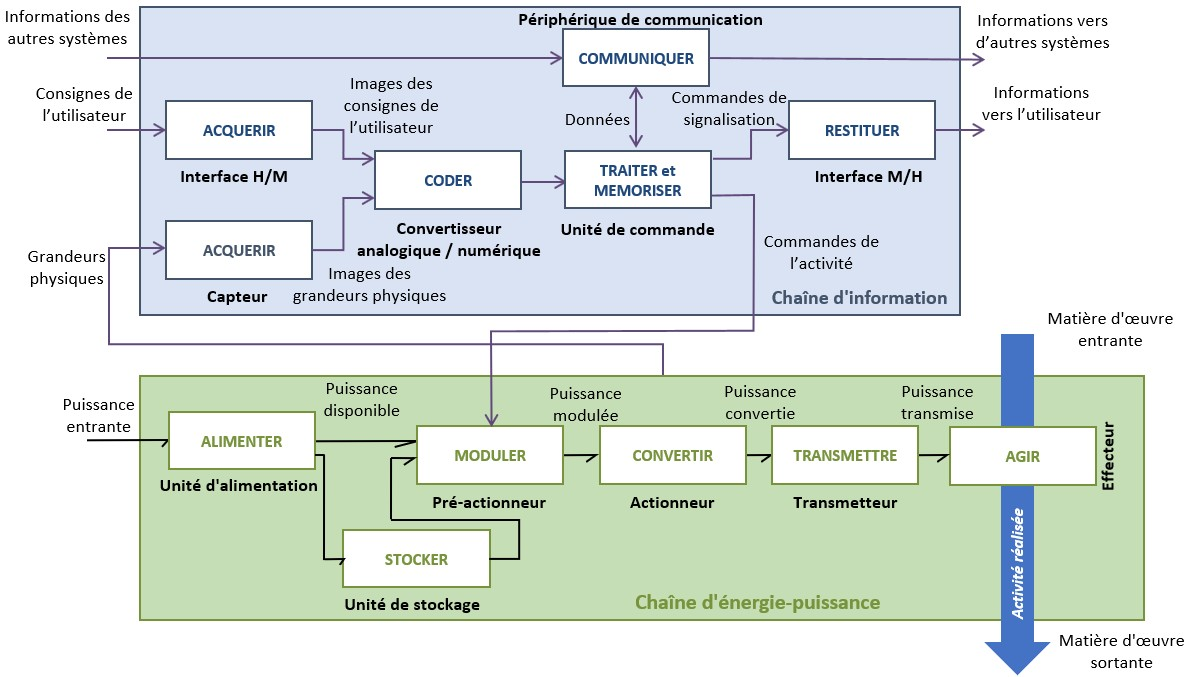 Périphérique de communication
Informations des
autres systèmes
COMMUNIQUER
Informations vers
d’autres systèmes
Consignes de
l’utilisateur
ACQUERIR
Interface H/M
Images des
consignes de
l’utilisateur
Données
Commandes de
signalisation
RESTITUER
Interface M/H
Informations
vers l’utilisateur
CODER
Convertisseur
analogique / numérique
TRAITER et
MEMORISER
Unité de commande
Grandeurs
physiques
ACQUERIR
Capteur
Images des
grandeurs physiques
Commandes de
l’activité
Chaîne d'information
Matière d'œuvre
entrante
Puissance
entrante
ALIMENTER
Unité d'alimentation
Puissance
disponible
MODULER
Pré-actionneur
Puissance
modulée
CONVERTIR
Actionneur
Puissance
convertie
TRANSMETTRE
Transmetteur
Puissance
transmise
AGIR
Effecteur
STOCKER
Unité de stockage
Chaîne d'énergie-puissance
Activité réalisée
Matière d'œuvre
sortante